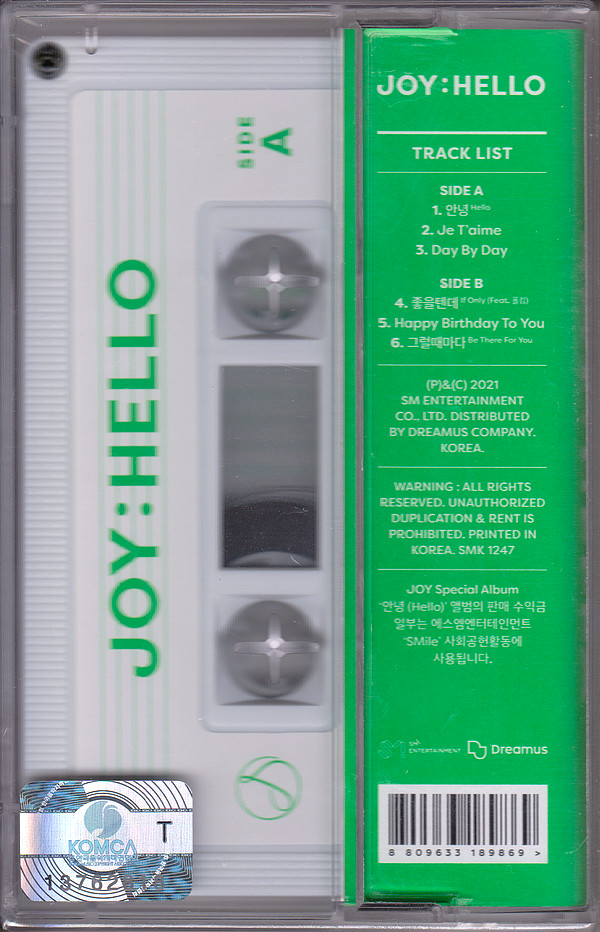 SIDE
A
JOY:HELLO
JOY:HELLO
TRACK LIST
SIDE A
1. 안녕 Hello
2. Je T'aime
3. Day By Day
SIDE B
4. 좋을텐데 If Only (Feat. 폴킴)
5. Happy Birthday To You
6. 그럴때마다 Be There For You
(P)&(C) 2021
SM ENTERTAINMENT
CO., LTD. DISTRIBUTED
BY DREAMUS COMPANY.
KOREA.
WARNING : ALL RIGHTS
RESERVED. UNAUTHORIZED
DUPLICATION & RENT IS
PROHIBITED. PRINTED IN
KOREA. SMK 1247
JOY Special Album
'안녕 (Hello)' 앨범의 판매 수익금
일부는 에스엠엔터테인먼트
'SMile' 사회공헌활동에
사용됩니다.
SM ENTERTAINMENT Dreamus
8 809633 189869 >
T
KOMCA